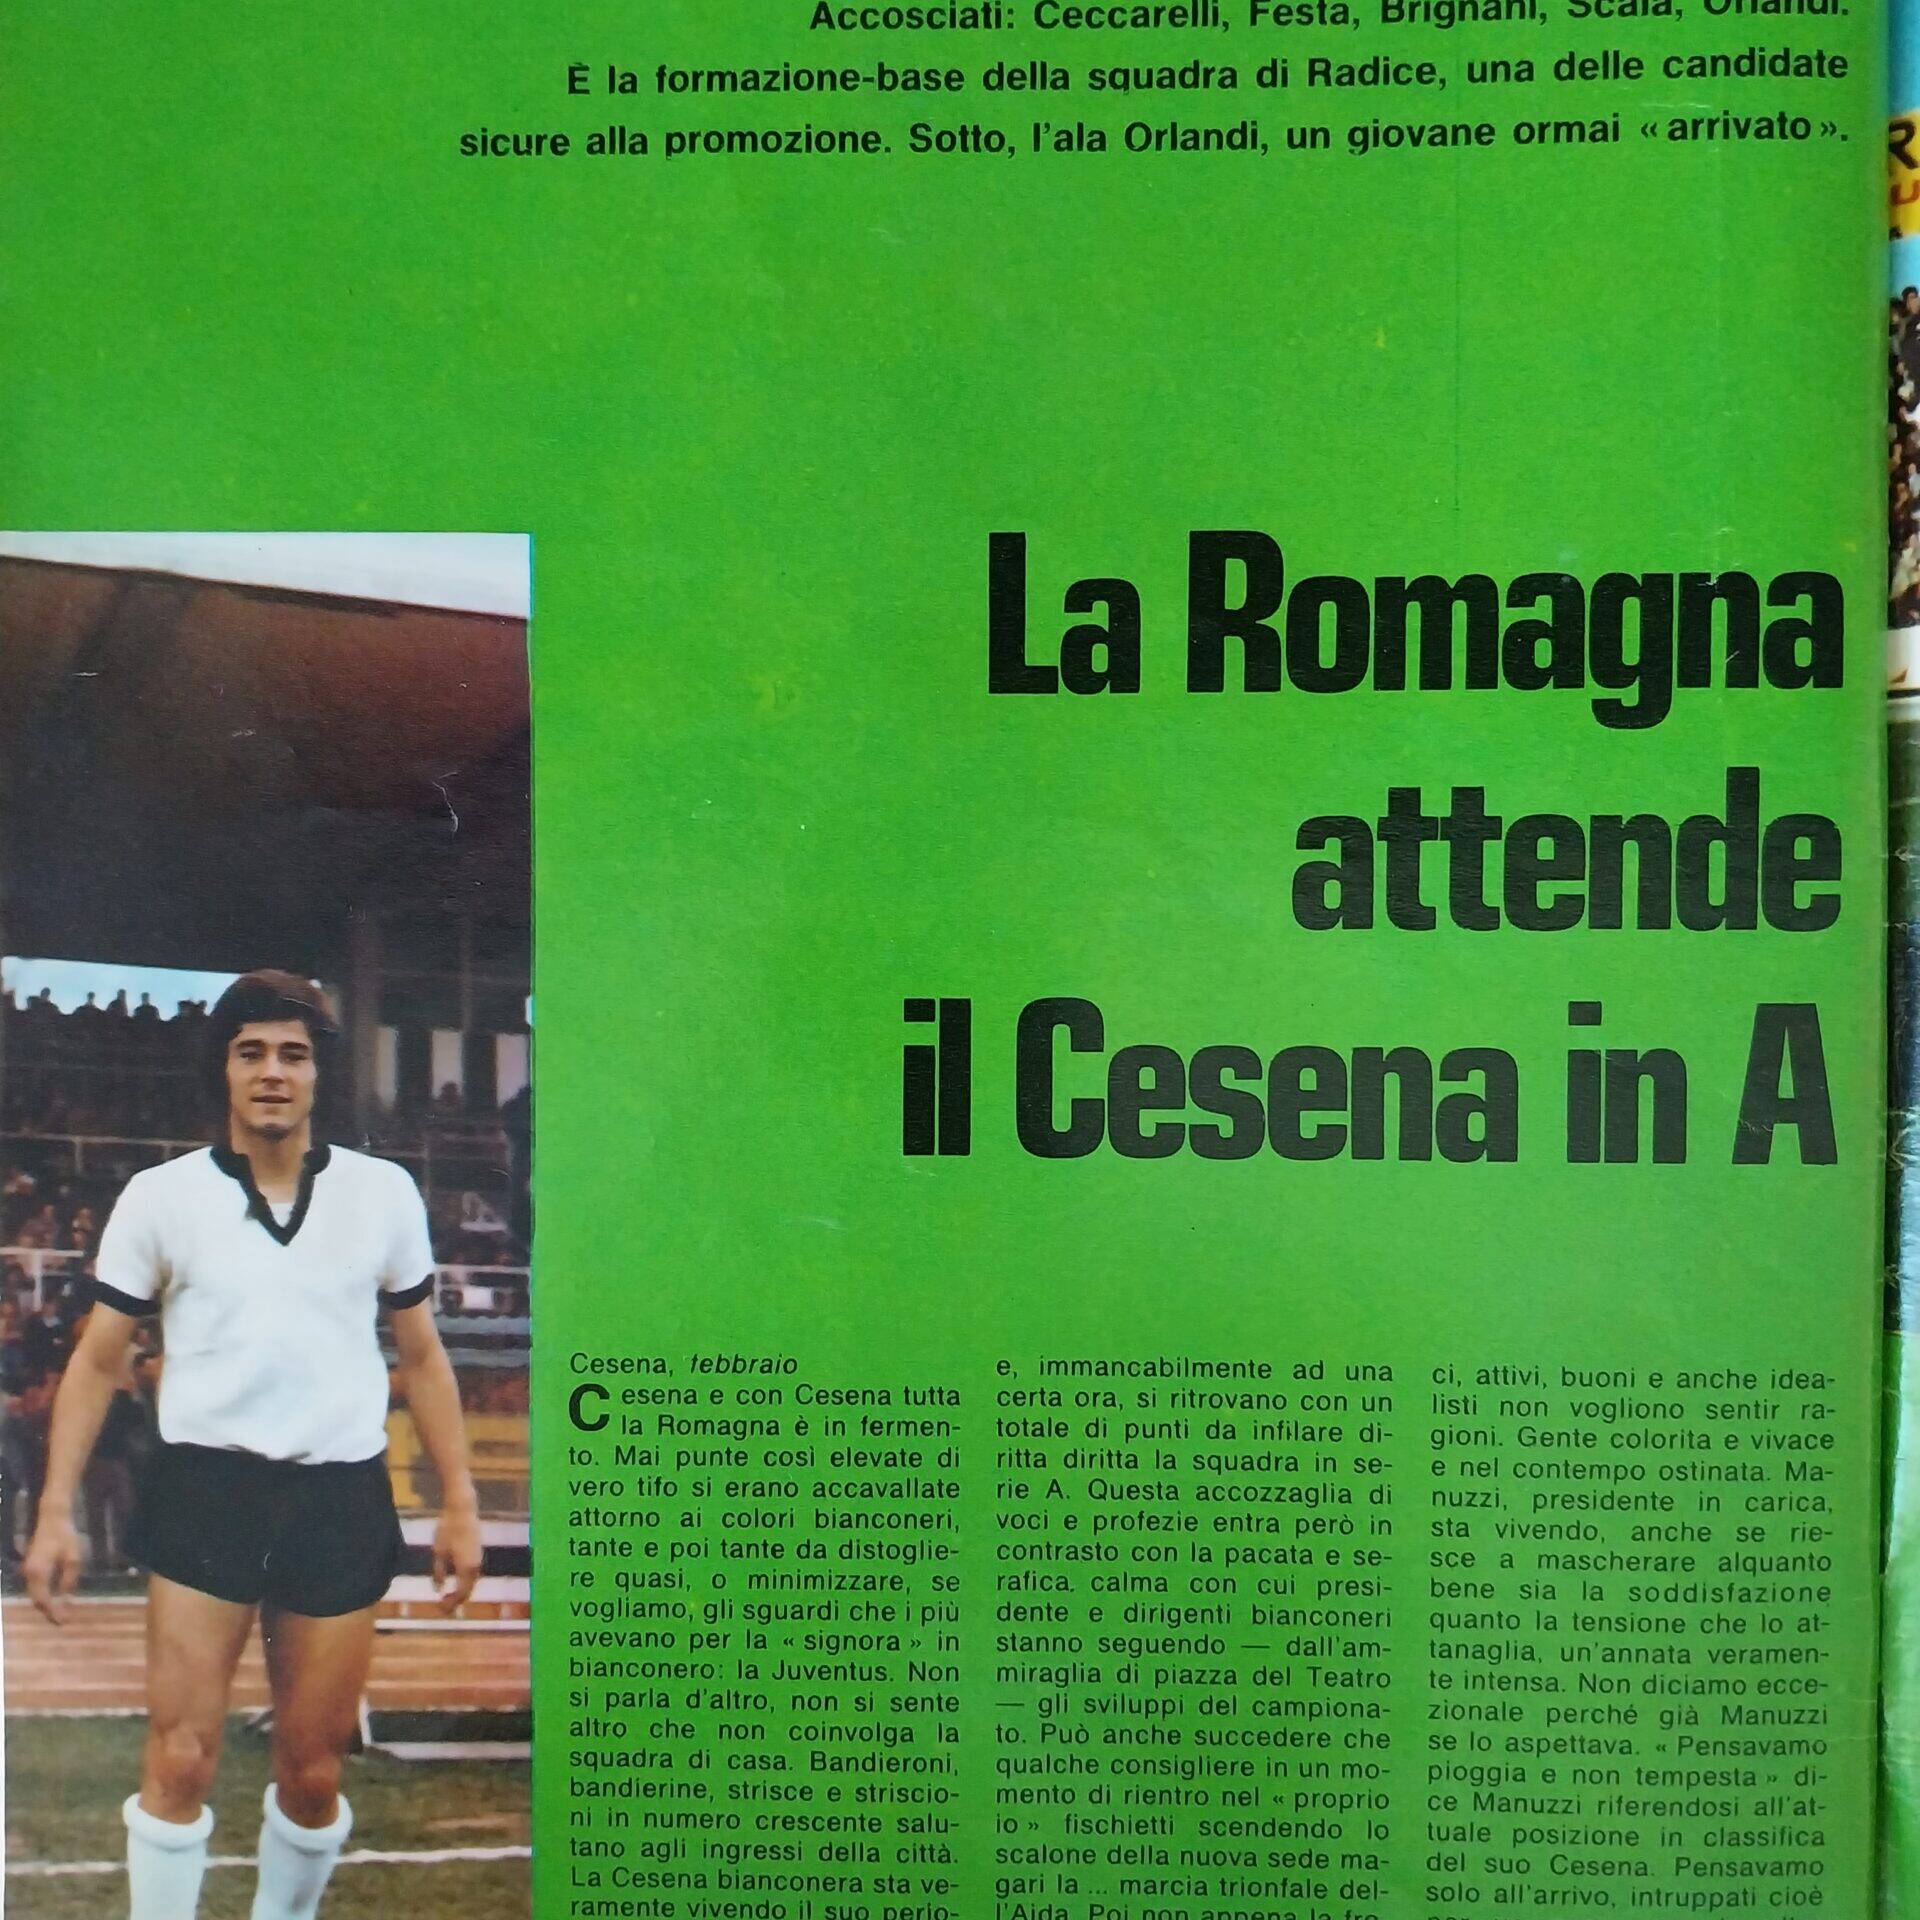 Accosciati: Ceccarelli, Festa, Brignani, Scala, Orlandi.
È la formazione-base della squadra di Radice, una delle candidate
sicure alla promozione. Sotto, l'ala Orlandi, un giovane ormai « arrivato ».
La Romagna
attende
il Cesena in A
Cesena, febbraio
Cesena e con Cesena tutta
la Romagna è in fermen-
to. Mai punte così elevate di
vero tifo si erano accavallate
attorno ai colori bianconeri,
tante e poi tante da distoglie-
re quasi, o minimizzare, se
vogliamo, gli sguardi che i più
avevano per la « signora » in
bianconero: la Juventus. Non
si parla d'altro, non si sente
altro che non coinvolga la
squadra di casa. Bandieroni,
bandierine, strisce e striscio-
ni in numero crescente salu-
tano agli ingressi della città.
La Cesena bianconera sta ve-
ramente vivendo il suo perio-
e, immancabilmente ad una
certa ora, si ritrovano con un
totale di punti da infilare di-
ritta diritta la squadra in se-
rie A. Questa accozzaglia di
voci e profezie entra però in
contrasto con la pacata e se-
rafica. calma con cui presi-
dente e dirigenti bianconeri
stanno seguendo — dall'am-
miraglia di piazza del Teatro
— gli sviluppi del campiona-
to. Può anche succedere che
qualche consigliere in un mo-
mento di rientro nel « proprio
io » fischietti scendendo lo
scalone della nuova sede ma-
gari la ... marcia trionfale del-
l'Aida. Poi non appena la fro-
ci, attivi, buoni e anche idea-
listi non vogliono sentir ra-
gioni. Gente colorita e vivace
e nel contempo ostinata. Ma-
nuzzi, presidente in carica,
sta vivendo, anche se rie-
sce a mascherare alquanto
bene sia la soddisfazione
quanto la tensione che lo at-
tanaglia, un'annata veramen-
te intensa. Non diciamo ecce-
zionale perché già Manuzzi
se lo aspettava. « Pensavamo
pioggia e non tempesta » di-
ce Manuzzi riferendosi all'at-
tuale posizione in classifica
del suo Cesena. Pensavamo
solo all'arrivo, intruppati cioè